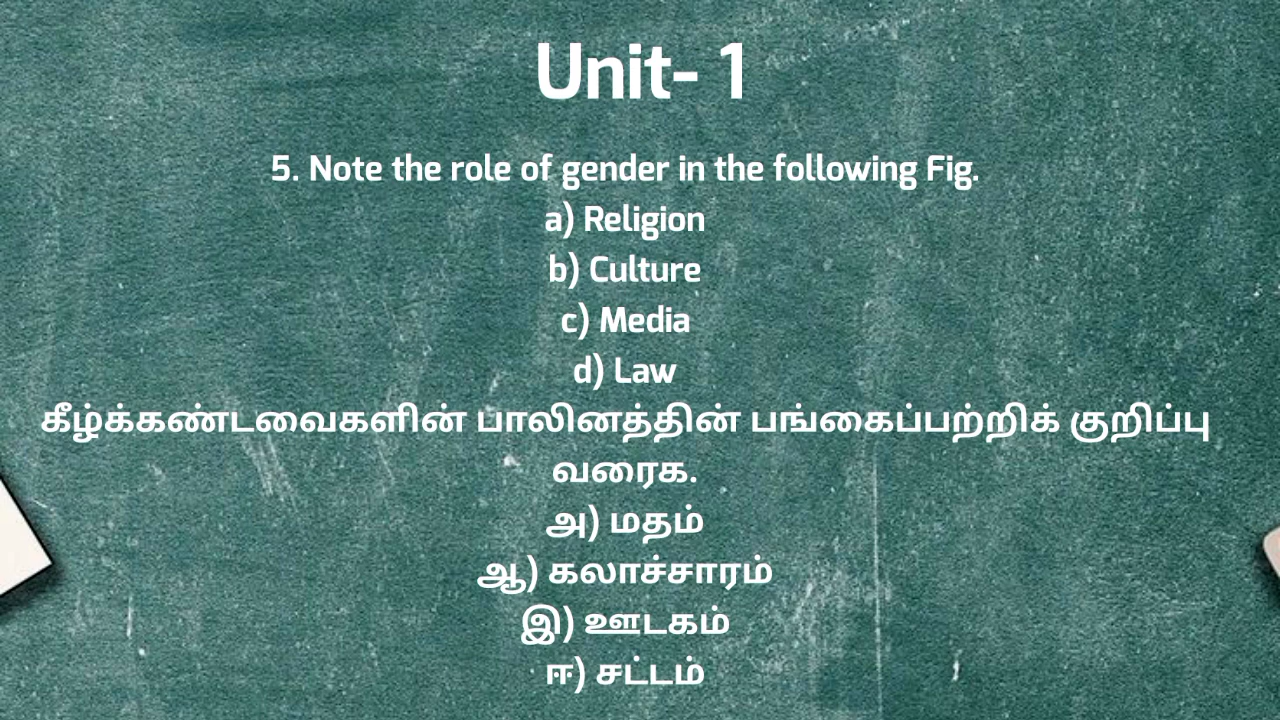 Unit- 1
5. Note the role of gender in the following Fig.
a) Religion
b) Culture
c) Media
d) Law
கீழ்க்கண்டவைகளின் பாலினத்தின் பங்கைப்பற்றிக் குறிப்பு
வரைக.
அ) மதம்
ஆ) கலாச்சாரம்
இ) ஊடகம்
ஈ) சட்டம்